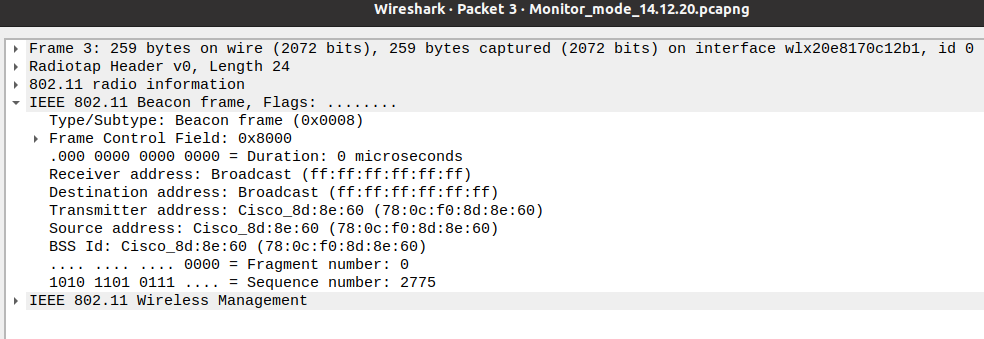 Wireshark · Packet 3 · Monitor_mode_14.12.20.pcapng
Frame 3: 259 bytes on wire (2072 bits), 259 bytes captured (2072 bits) on interface wlx20e8170c12b1, id 0
Radiotap Header v0, Length 24
802.11 radio information
IEEE 802.11 Beacon frame, Flags: ........
Type/Subtype: Beacon frame (0x0008)
Frame Control Field: 0x8000
.000 0000 0000 0000 = Duration: 0 microseconds
Receiver address: Broadcast (ff:ff:ff:ff:ff:ff)
Destination address: Broadcast (ff:ff:ff:ff:ff:ff)
Transmitter address: Cisco_8d:8e:60 (78:0c:f0:8d:8e:60)
Source address: Cisco_8d:8e:60 (78:0c:f0:8d:8e:60)
BSS Id: Cisco_8d:8e:60 (78:0c:f0:8d:8e:60)
.... .... .... 0000 = Fragment number: 0
1010 1101 0111 .... = Sequence number: 2775
IEEE 802.11 Wireless Management